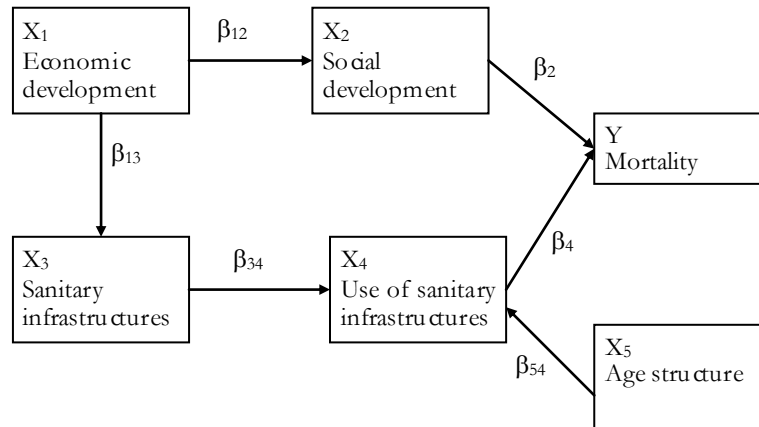 X₁
Economic
development
β₁₂
X₂
Social
development
β₂
Y
Mortality
β₁₃
X₃
Sanitary
infrastructures
β₃₄
X₄
Use of sanitary
infrastructures
β₄
β₅₄
X₅
Age structure